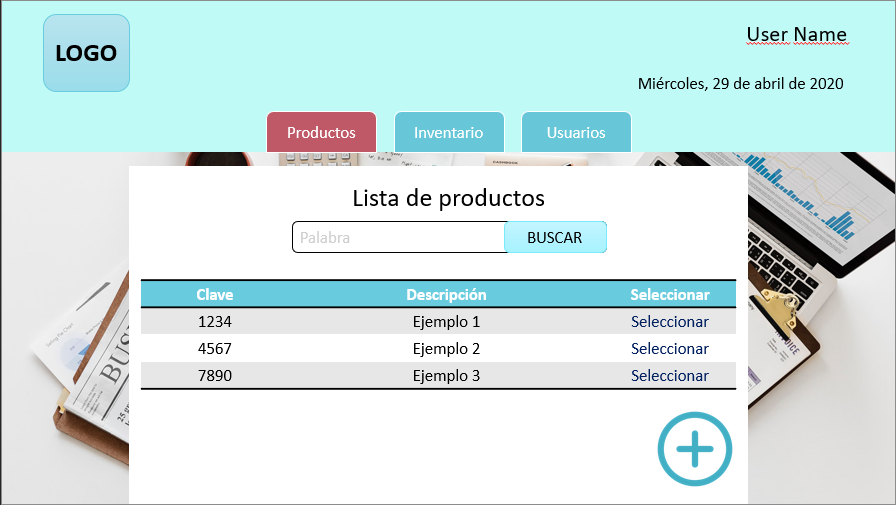 LOGO
User Name
Miércoles, 29 de abril de 2020
Productos Inventario Usuarios
Lista de productos
Palabra BUSCAR
Clave Descripción Seleccionar
1234 Ejemplo 1 Seleccionar
4567 Ejemplo 2 Seleccionar
7890 Ejemplo 3 Seleccionar